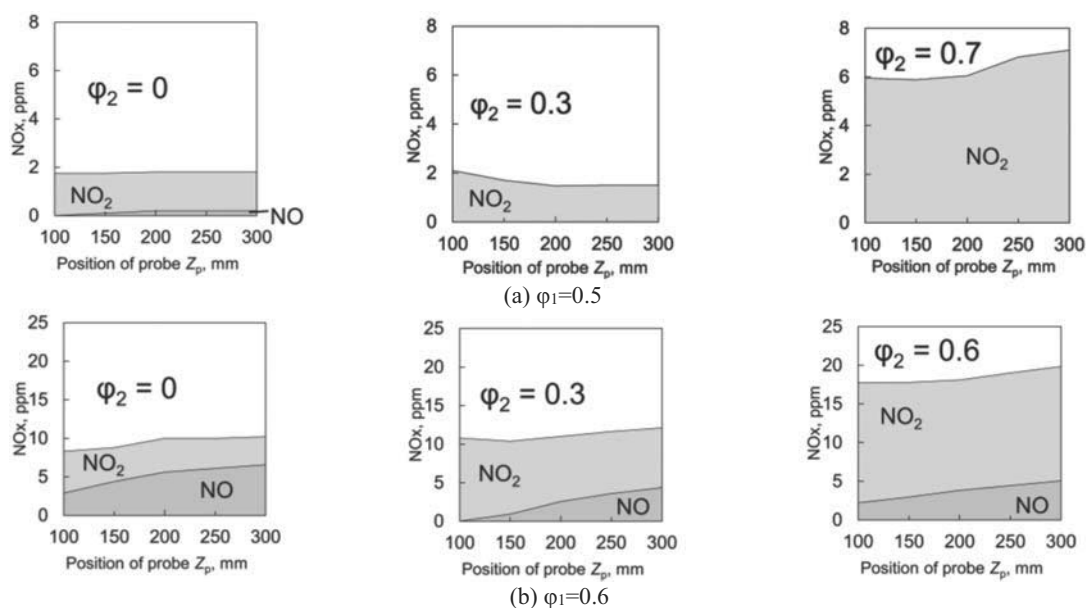 8
6
4
2
0
NOx, ppm
φ₂ = 0
NO₂
NO
100 150 200 250 300
Position of probe Zₚ, mm
8
6
4
2
0
NOx, ppm
φ₂ = 0.3
NO₂
100 150 200 250 300
Position of probe Zₚ, mm
8
6
4
2
0
NOx, ppm
φ₂ = 0.7
NO₂
100 150 200 250 300
Position of probe Zₚ, mm
(a) φ₁=0.5
25
20
15
10
5
0
NOx, ppm
φ₂ = 0
NO₂
NO
100 150 200 250 300
Position of probe Zₚ, mm
25
20
15
10
5
0
NOx, ppm
φ₂ = 0.3
NO₂
NO
100 150 200 250 300
Position of probe Zₚ, mm
25
20
15
10
5
0
NOx, ppm
φ₂ = 0.6
NO₂
NO
100 150 200 250 300
Position of probe Zₚ, mm
(b) φ₁=0.6